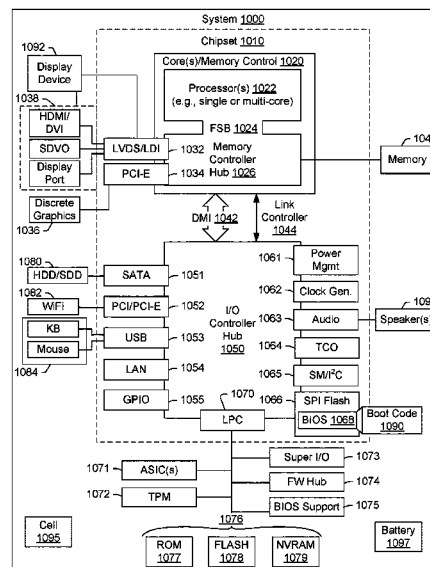 System 1000
Chipset 1010
1092
Display
Device
1038
HDMI/
DVI
SDVO
Display
Port
Discrete
Graphics
1036
Core(s)/Memory Control 1020
Processor(s) 1022
(e.g., single or multi-core)
FSB 1024
LVDS/LDI
1032
PCI-E
1034
Memory
Controller
Hub 1026
104
Memory
DMI 1042
Link
Controller
1044
1080
HDD/SDD
1082
WiFi
KB
Mouse
1084
SATA
1051
PCI/PCI-E
1052
USB
1053
LAN
1054
GPIO
1055
I/O
Controller
Hub
1050
1061
Power
Mgmt
1062
Clock Gen.
1063
Audio
109
Speaker(s)
1064
TCO
1065
SM/I²C
1066
SPI Flash
BIOS 1068
Boot Code
1090
1070
LPC
1071
ASIC(s)
1072
TPM
Super I/O
1073
FW Hub
1074
BIOS Support
1075
1076
Cell
1095
ROM
1077
FLASH
1078
NVRAM
1079
Battery
1097